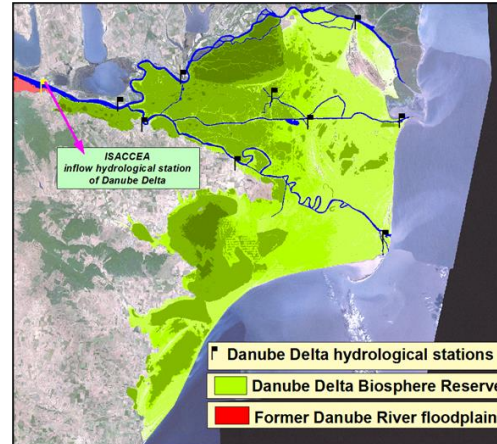 ISACCEA
inflow hydrological station
of Danube Delta
Danube Delta hydrological stations
Danube Delta Biosphere Reserve
Former Danube River floodplain